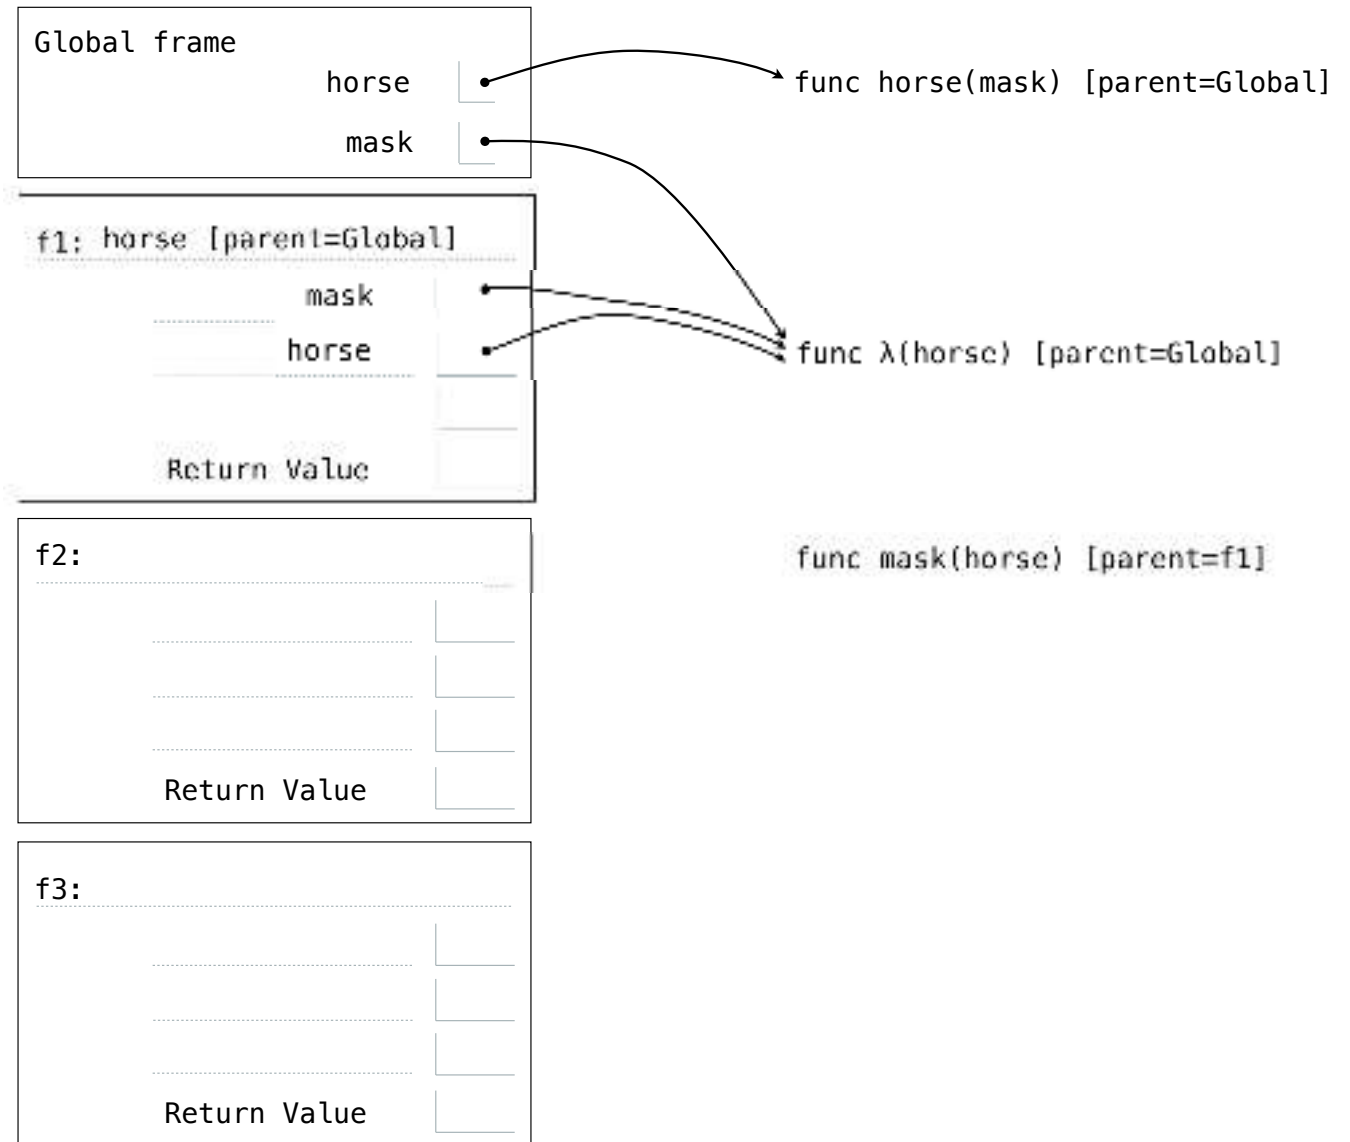 Global frame
horse
func horse(mask) [parent=Global]
mask
f1: horse [parent=Global]
mask
horse
func λ(horse) [parent=Global]
Return Value
f2:
func mask(horse) [parent=f1]
Return Value
f3:
Return Value